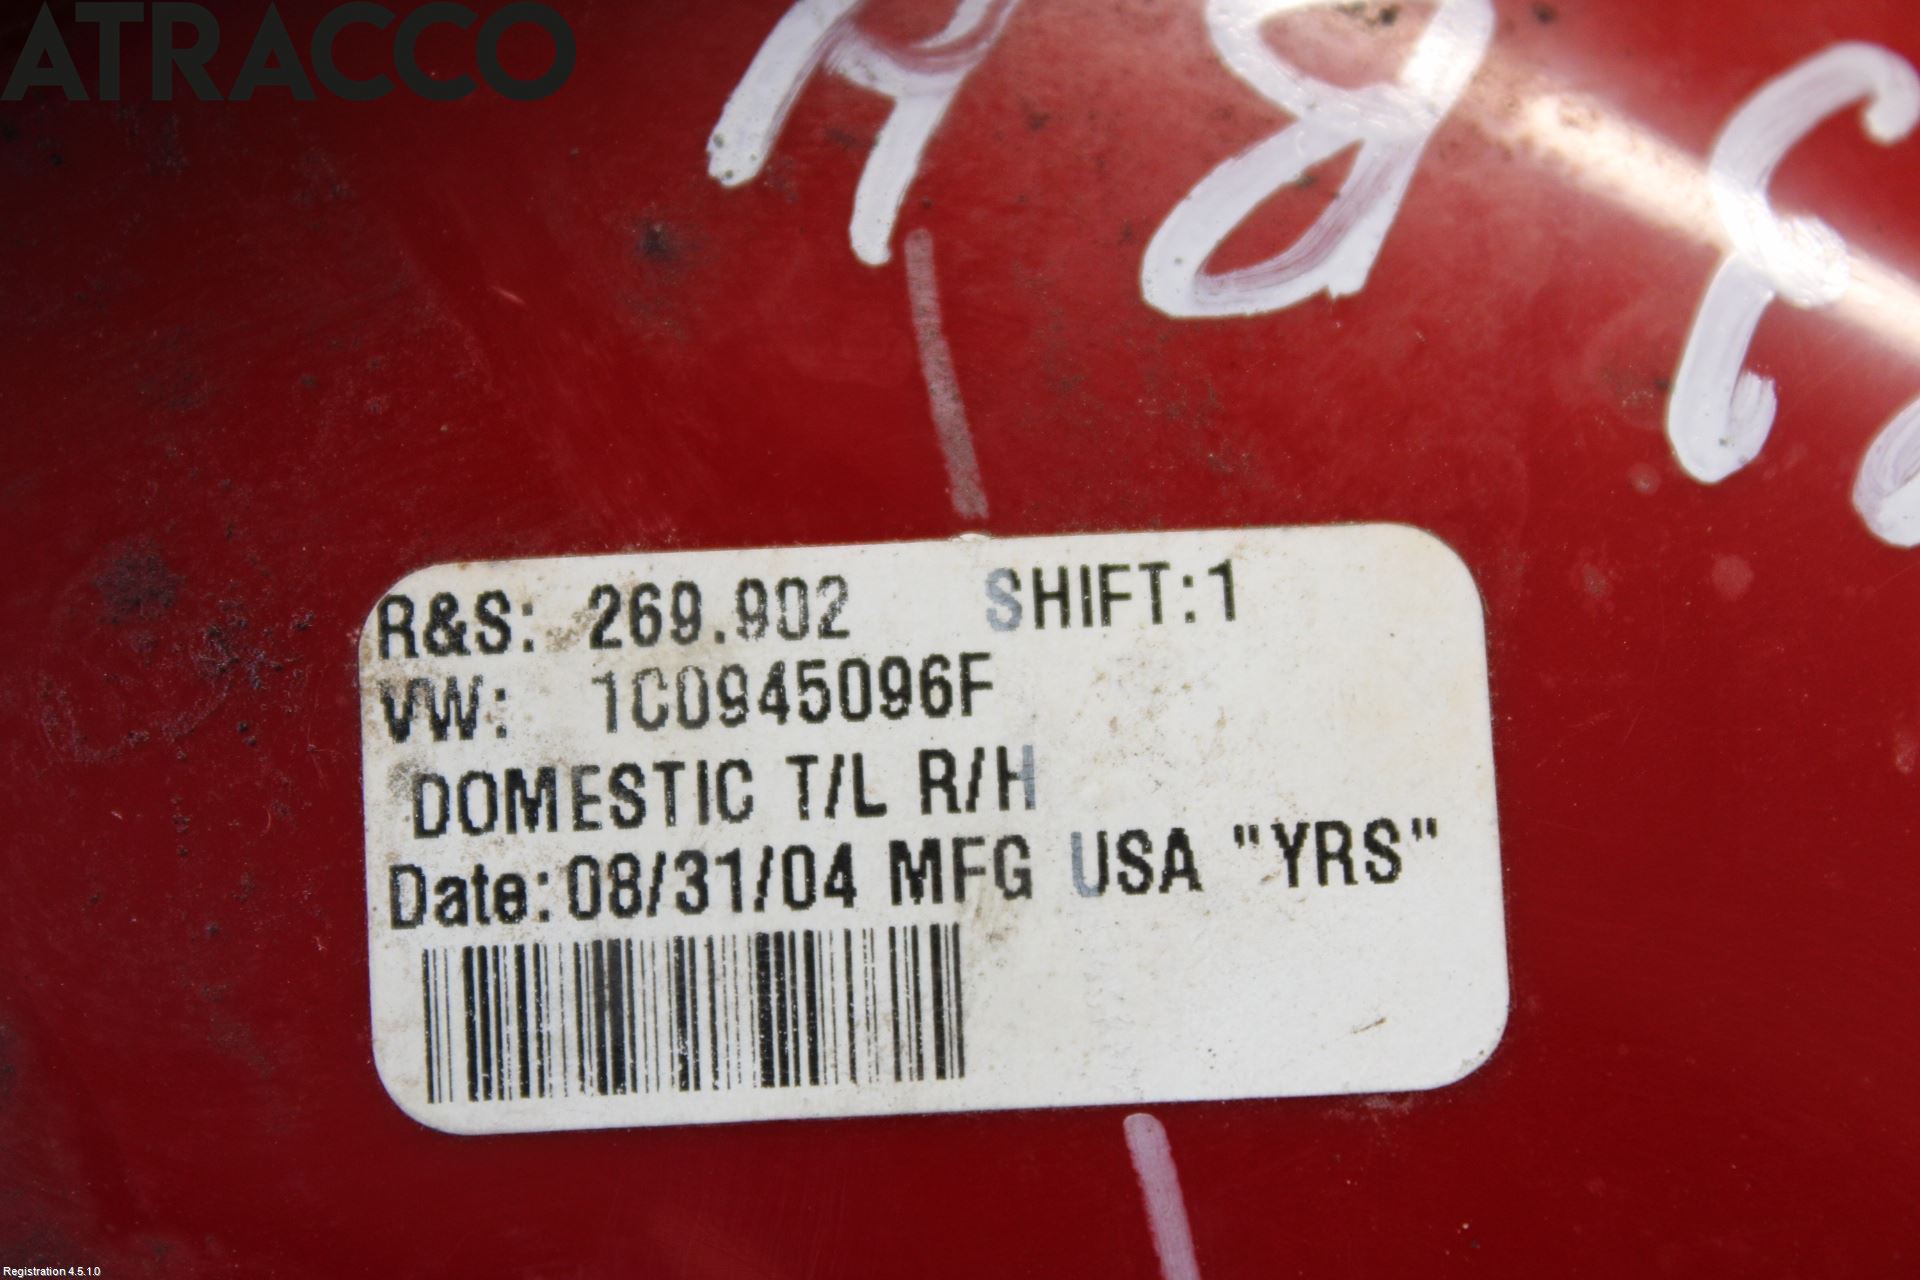 ATRACCO
R&S: 269.902 SHIFT:1
VW: 1C0945096F
DOMESTIC T/L R/H
Date: 08/31/04 MFG USA "YRS"
Registration 4.5.1.0